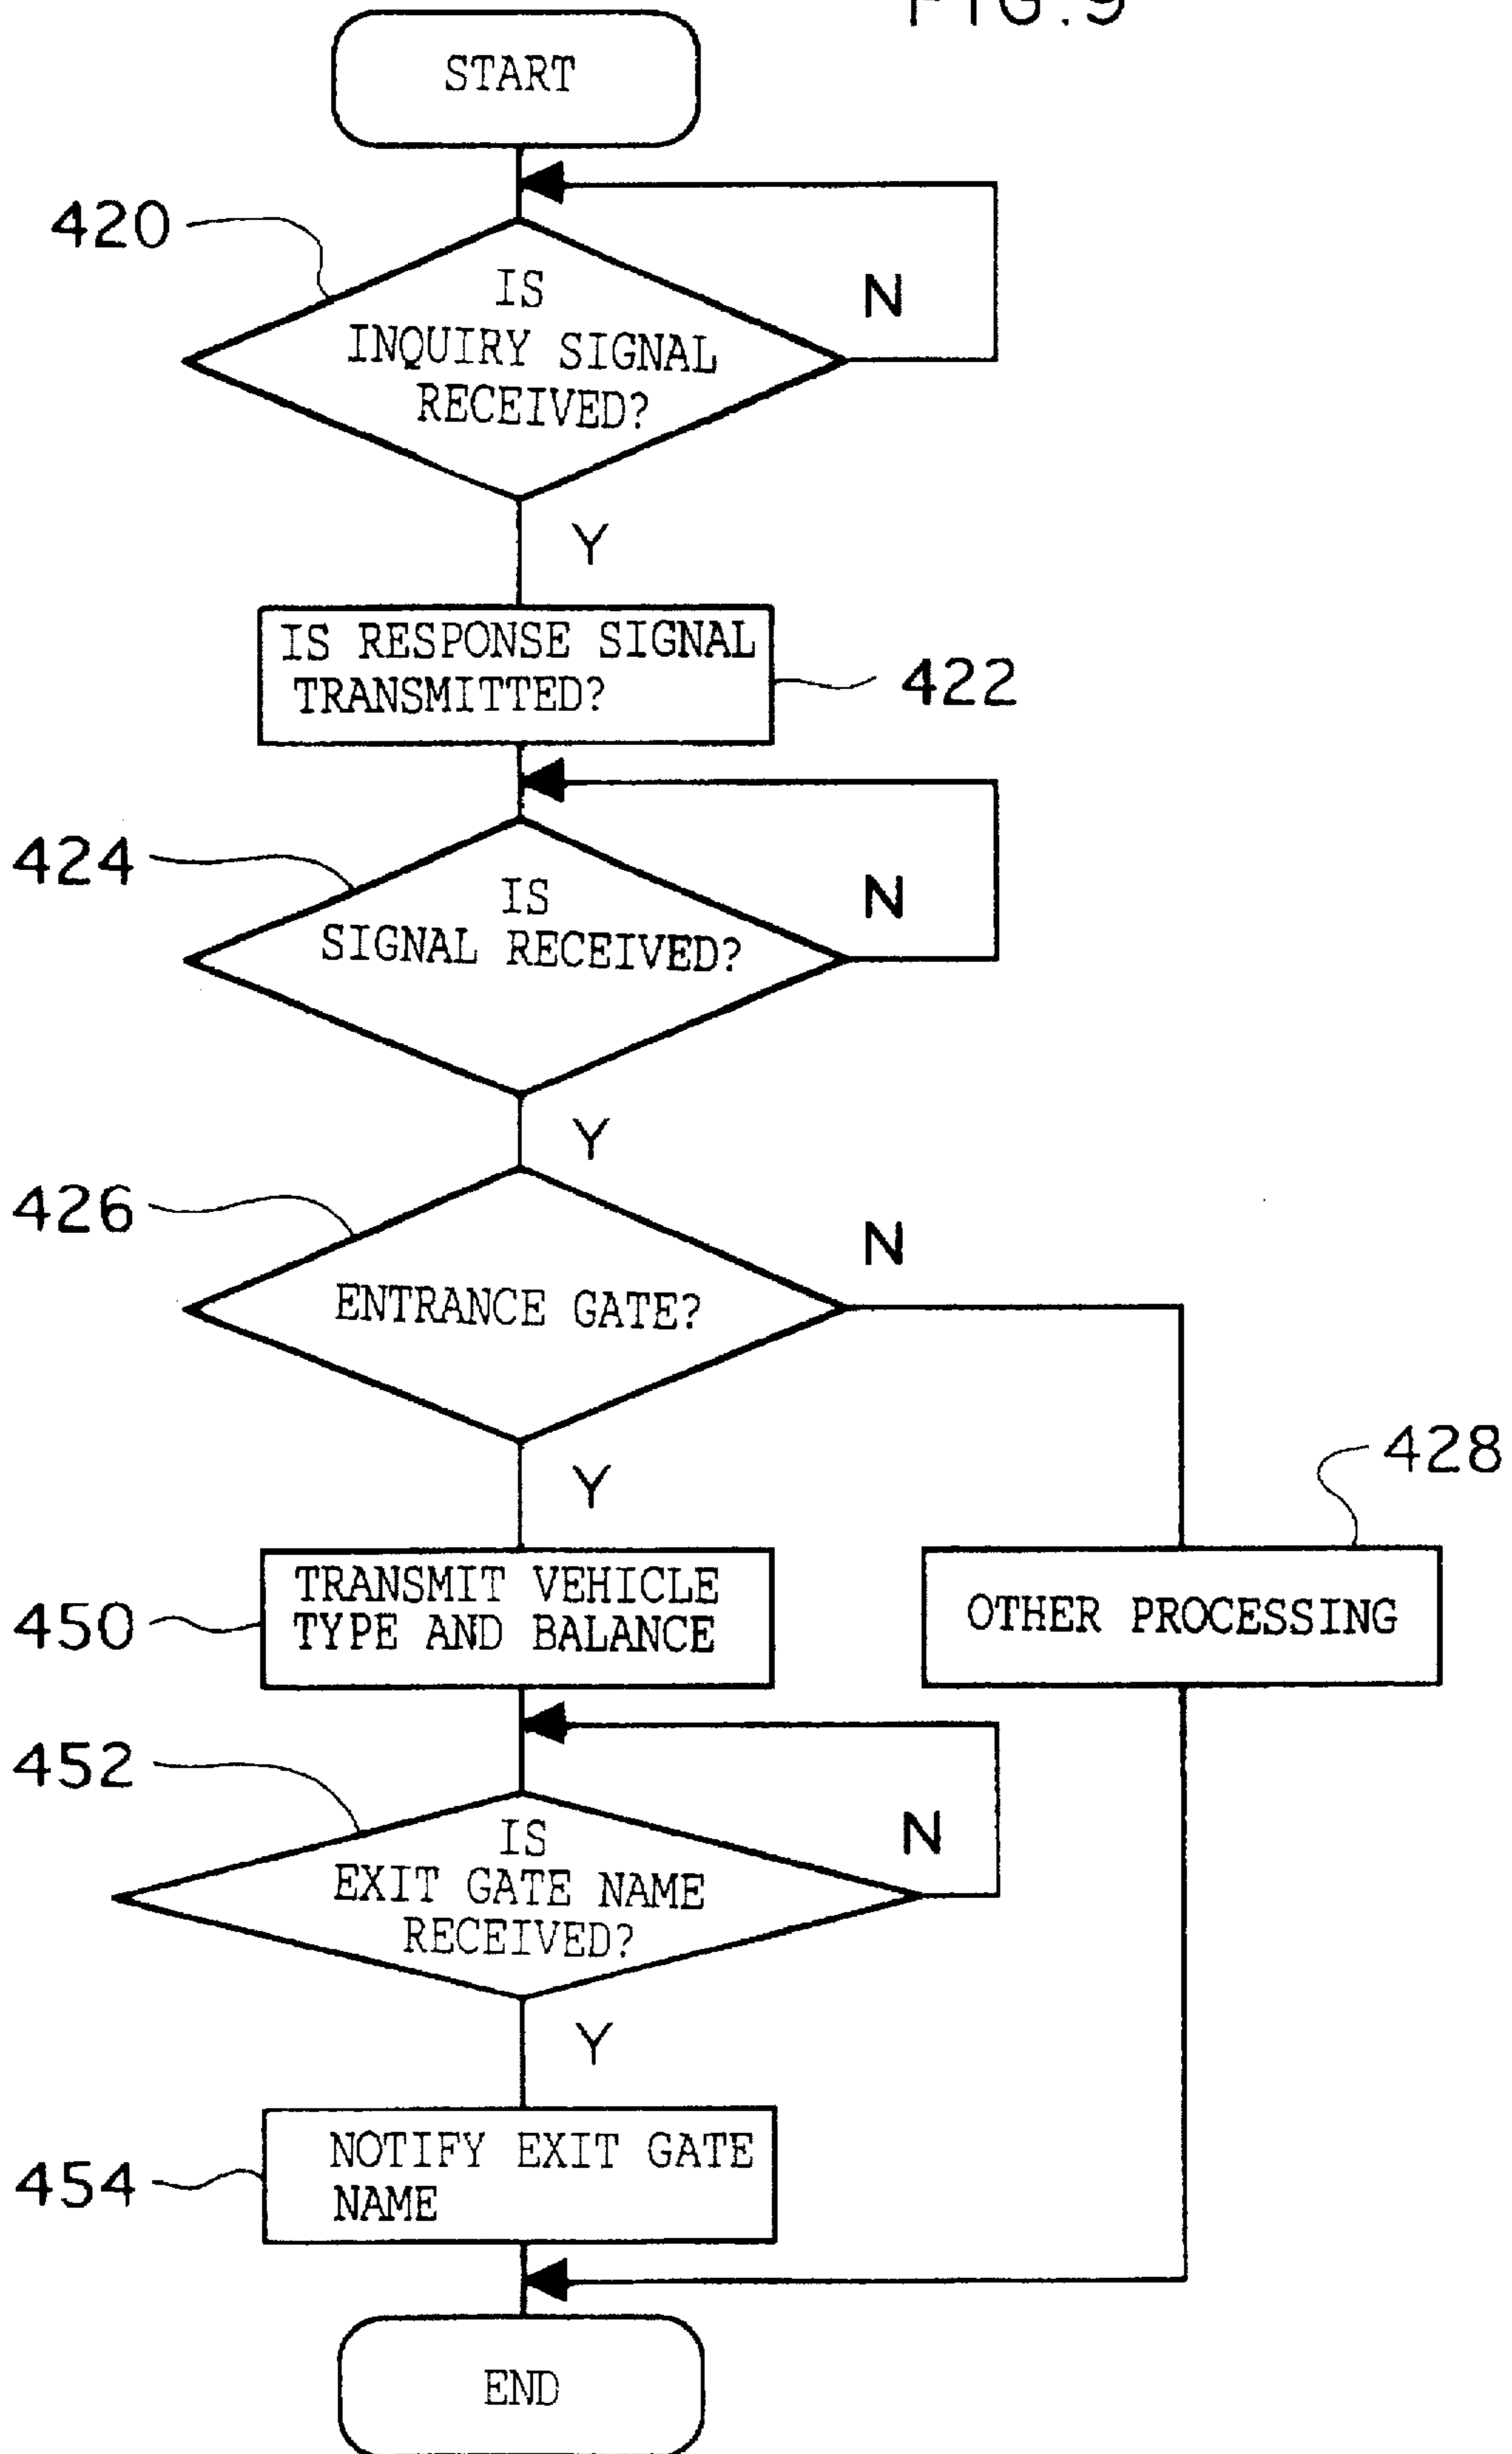 FIG.9
START
420
IS
INQUIRY SIGNAL
RECEIVED?
N
Y
IS RESPONSE SIGNAL
TRANSMITTED?
422
424
IS
SIGNAL RECEIVED?
N
Y
426
ENTRANCE GATE?
N
Y
428
450
TRANSMIT VEHICLE
TYPE AND BALANCE
OTHER PROCESSING
452
IS
EXIT GATE NAME
RECEIVED?
N
Y
454
NOTIFY EXIT GATE
NAME
END